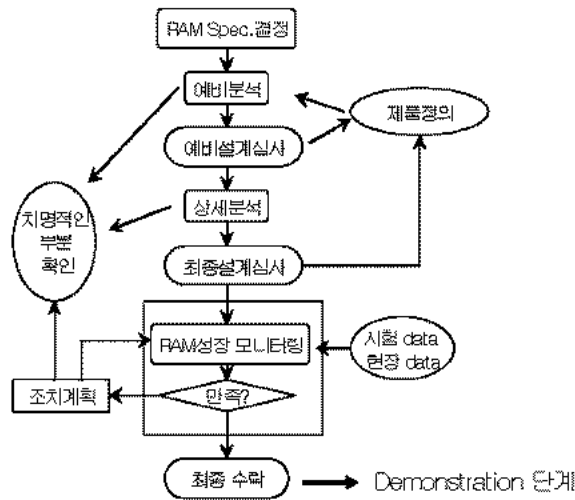 RAM Spec.결정
예비분석
제품정의
예비설계심사
상세분석
치명적인
부분
확인
최종설계심사
RAM성장 모니터링
시험 data
현장 data
조치계획
만족?
최종 수락
Demonstration 단계